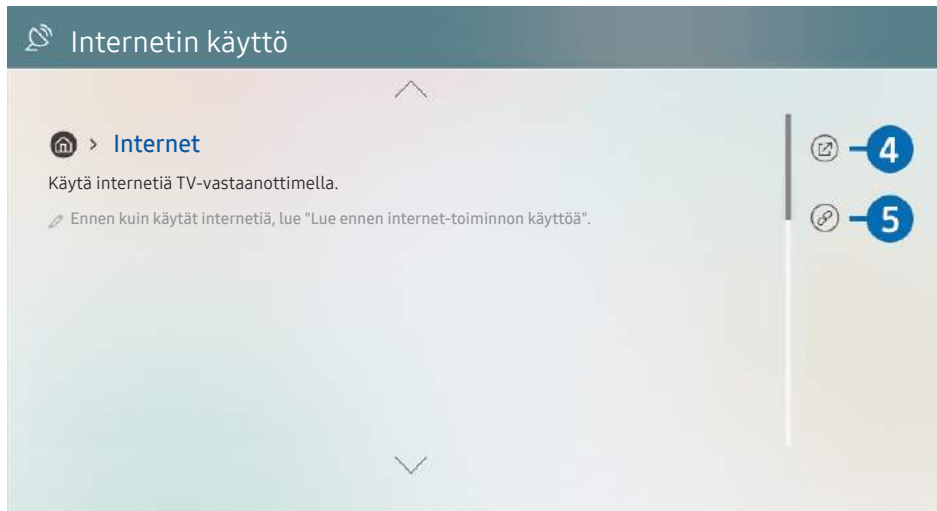 Internetin käyttö
> Internet
4
Käytä internetiä TV-vastaanottimella.
5
Ennen kuin käytät internetiä, lue "Lue ennen internet-toiminnon käyttöä".